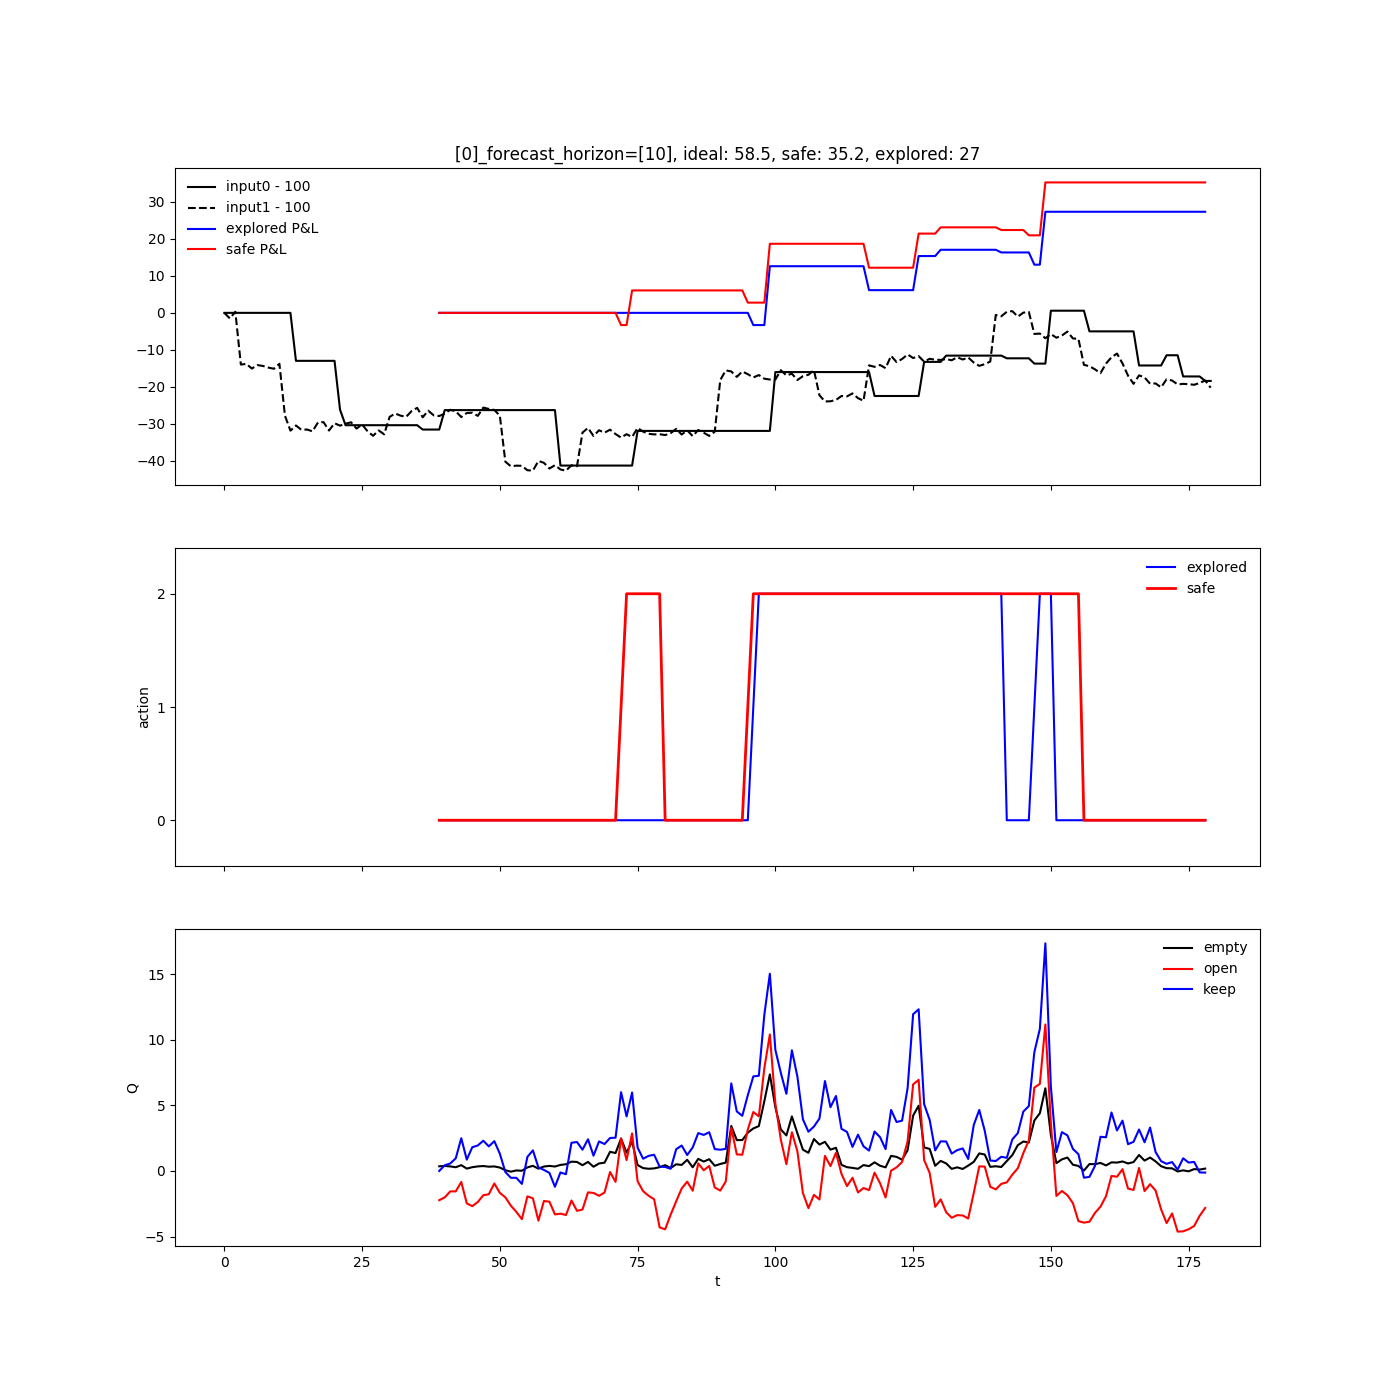 [0]_forecast_horizon=[10], ideal: 58.5, safe: 35.2, explored: 27
input0 - 100
input1 - 100
explored P&L
safe P&L
30
20
10
0
−10
−20
−30
−40
explored
safe
action
2
1
0
empty
open
keep
Q
15
10
5
0
−5
0 25 50 75 100 125 150 175
t